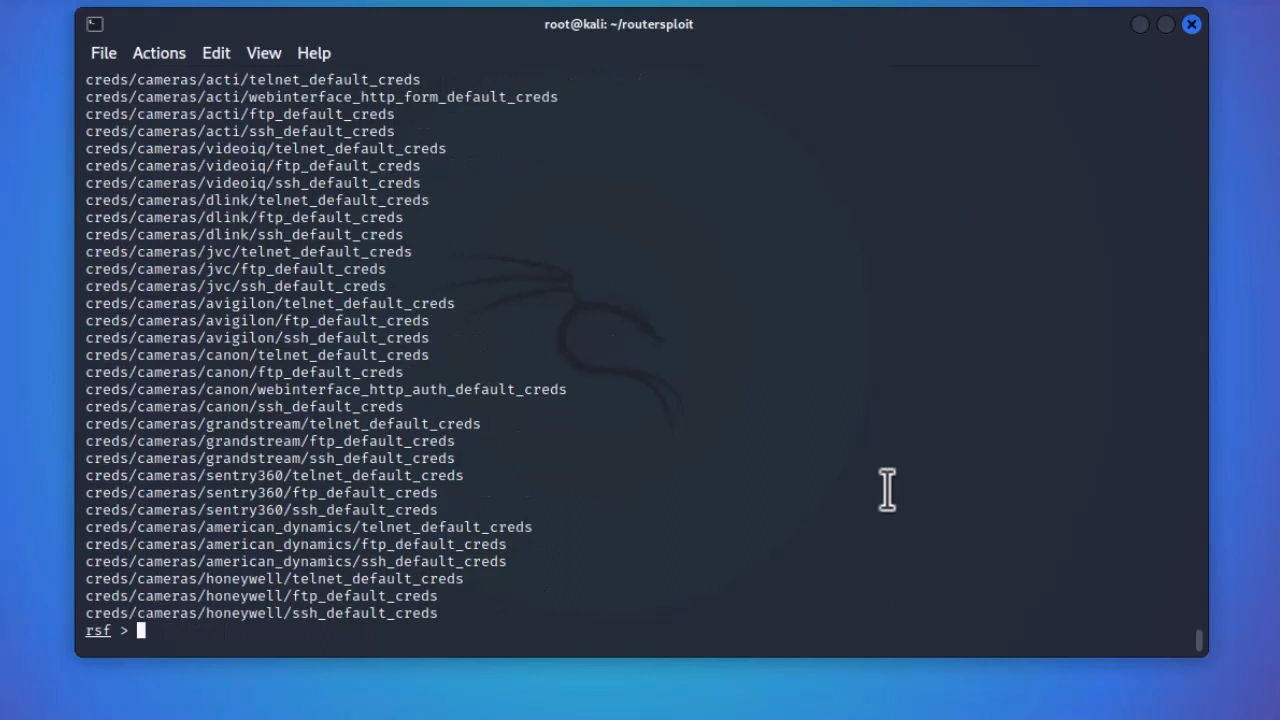 root@kali: ~/routersploit
File Actions Edit View Help
creds/cameras/acti/telnet_default_creds
creds/cameras/acti/webinterface_http_form_default_creds
creds/cameras/acti/ftp_default_creds
creds/cameras/acti/ssh_default_creds
creds/cameras/videoiq/telnet_default_creds
creds/cameras/videoiq/ftp_default_creds
creds/cameras/videoiq/ssh_default_creds
creds/cameras/dlink/telnet_default_creds
creds/cameras/dlink/ftp_default_creds
creds/cameras/dlink/ssh_default_creds
creds/cameras/jvc/telnet_default_creds
creds/cameras/jvc/ftp_default_creds
creds/cameras/jvc/ssh_default_creds
creds/cameras/avigilon/telnet_default_creds
creds/cameras/avigilon/ftp_default_creds
creds/cameras/avigilon/ssh_default_creds
creds/cameras/canon/telnet_default_creds
creds/cameras/canon/ftp_default_creds
creds/cameras/canon/webinterface_http_auth_default_creds
creds/cameras/canon/ssh_default_creds
creds/cameras/grandstream/telnet_default_creds
creds/cameras/grandstream/ftp_default_creds
creds/cameras/grandstream/ssh_default_creds
creds/cameras/sentry360/telnet_default_creds
creds/cameras/sentry360/ftp_default_creds
creds/cameras/sentry360/ssh_default_creds
creds/cameras/american_dynamics/telnet_default_creds
creds/cameras/american_dynamics/ftp_default_creds
creds/cameras/american_dynamics/ssh_default_creds
creds/cameras/honeywell/telnet_default_creds
creds/cameras/honeywell/ftp_default_creds
creds/cameras/honeywell/ssh_default_creds
rsf >